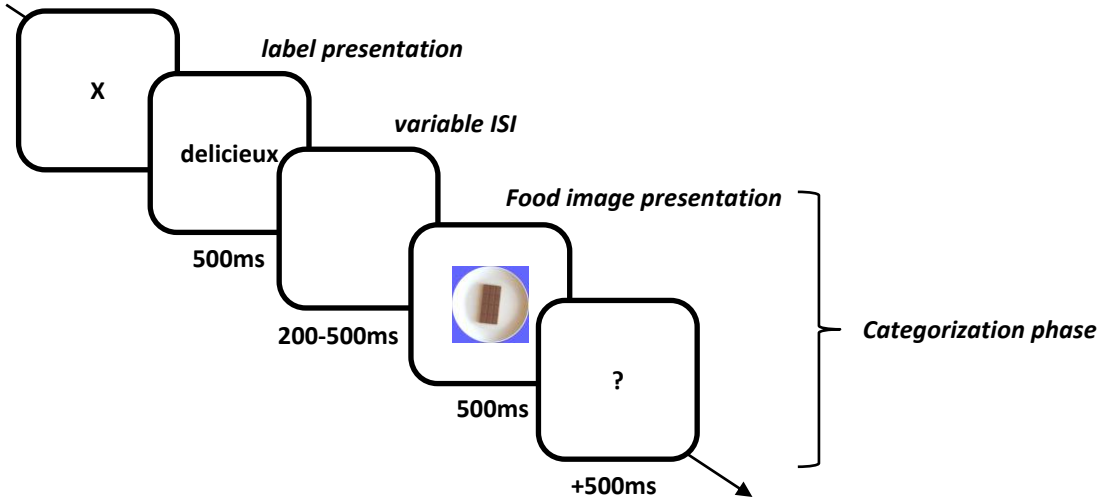 X
label presentation
delicieux
500ms
variable ISI
200-500ms
Food image presentation
500ms
?
+500ms
Categorization phase